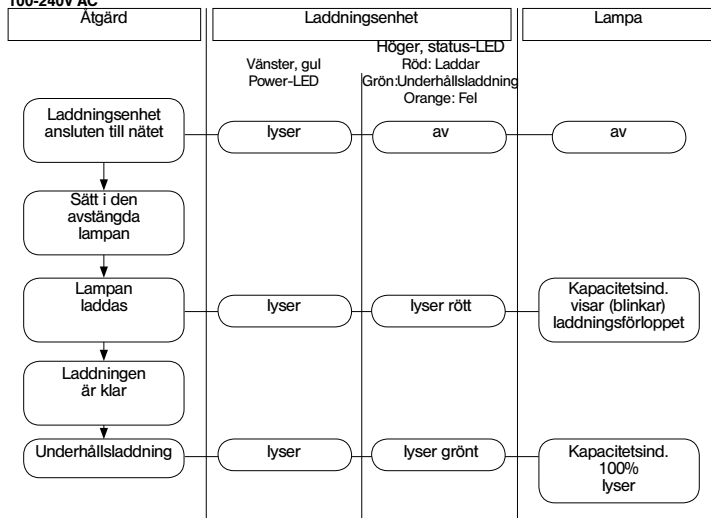 100-240V AC
Åtgärd
Laddningsenhet
Lampa
Vänster, gul
Power-LED
Höger, status-LED
Röd: Laddar
Grön:Underhållsladdning
Orange: Fel
Laddningsenhet
ansluten till nätet
lyser
av
av
Sätt i den
avstängda
lampan
Lampan
laddas
lyser
lyser rött
Kapacitetsind.
visar (blinkar)
laddningsförloppet
Laddningen
är klar
Underhållsladdning
lyser
lyser grönt
Kapacitetsind.
100%
lyser